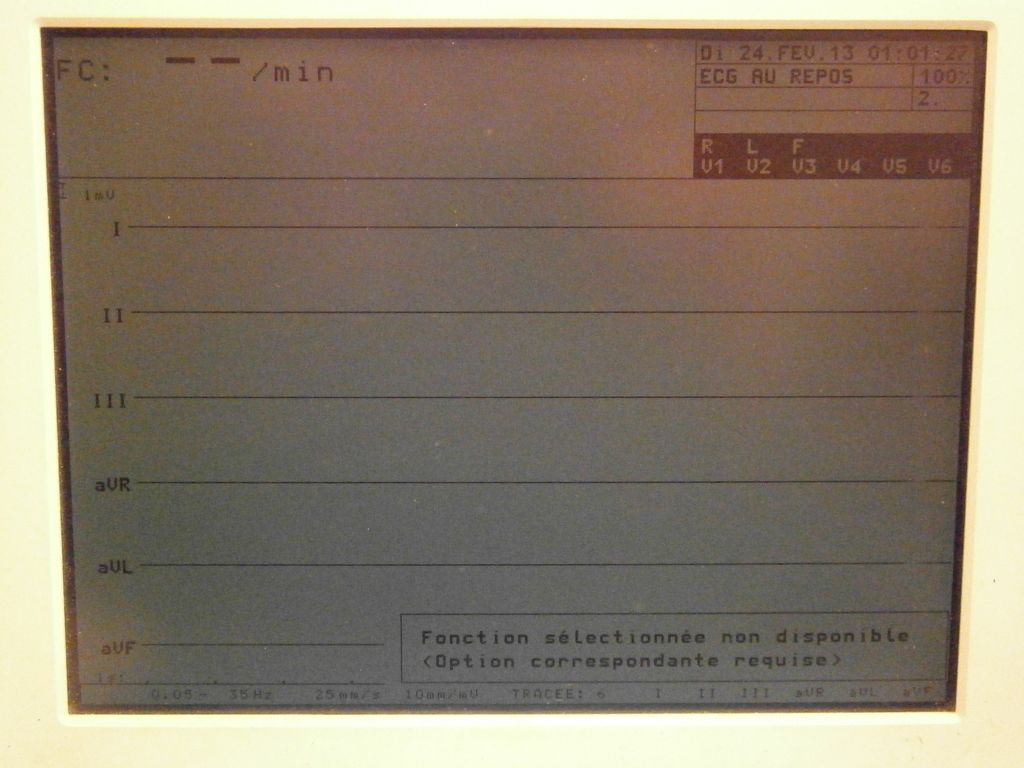 FC: -- /min
Di 24.FEV.13 01:01:27
ECG AU REPOS 100%
2.
R L F
V1 V2 V3 V4 V5 V6
I 1mV
I
II
III
aVR
aVL
aVF
Fonction sélectionnée non disponible
<Option correspondante requise>
0.05- 35Hz 25mm/s 10mm/mV TRACEE: 6 I II III aVR aVL aVF